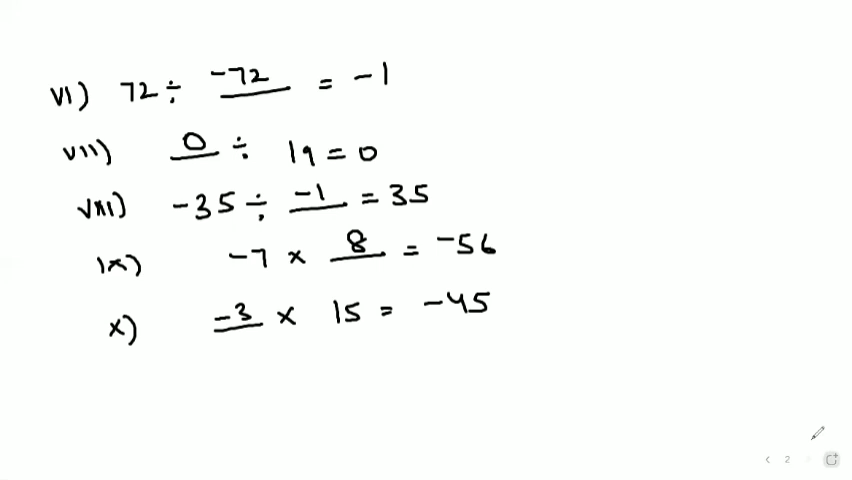 VI) 72 ÷ -72 = -1
VII) 0 ÷ 19 = 0
VIII) -35 ÷ -1 = 35
IX) -7 × 8 = -56
X) -3 × 15 = -45
2